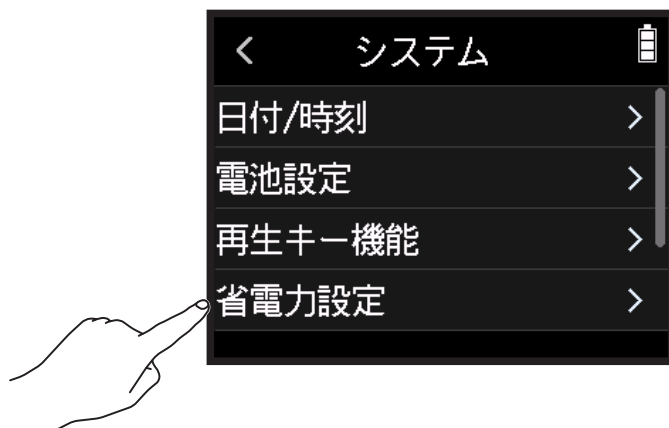 システム
日付/時刻
電池設定
再生キー機能
省電力設定